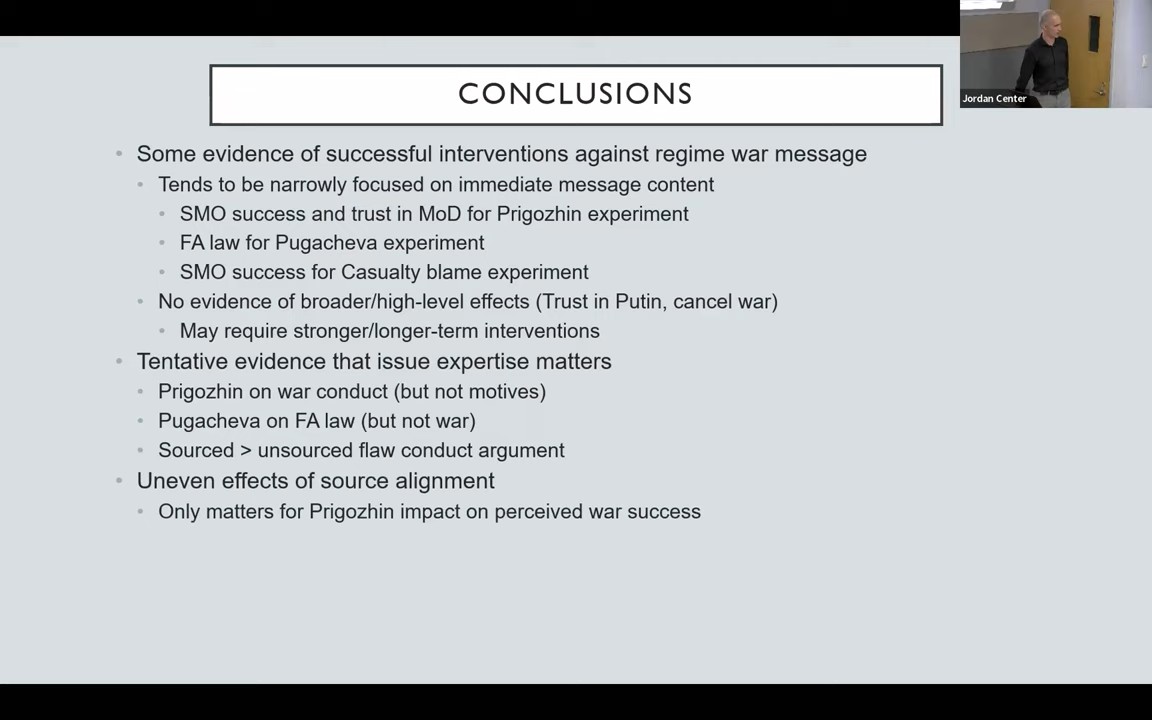 CONCLUSIONS
Jordan Center
• Some evidence of successful interventions against regime war message
• Tends to be narrowly focused on immediate message content
• SMO success and trust in MoD for Prigozhin experiment
• FA law for Pugacheva experiment
• SMO success for Casualty blame experiment
• No evidence of broader/high-level effects (Trust in Putin, cancel war)
• May require stronger/longer-term interventions
• Tentative evidence that issue expertise matters
• Prigozhin on war conduct (but not motives)
• Pugacheva on FA law (but not war)
• Sourced > unsourced flaw conduct argument
• Uneven effects of source alignment
• Only matters for Prigozhin impact on perceived war success